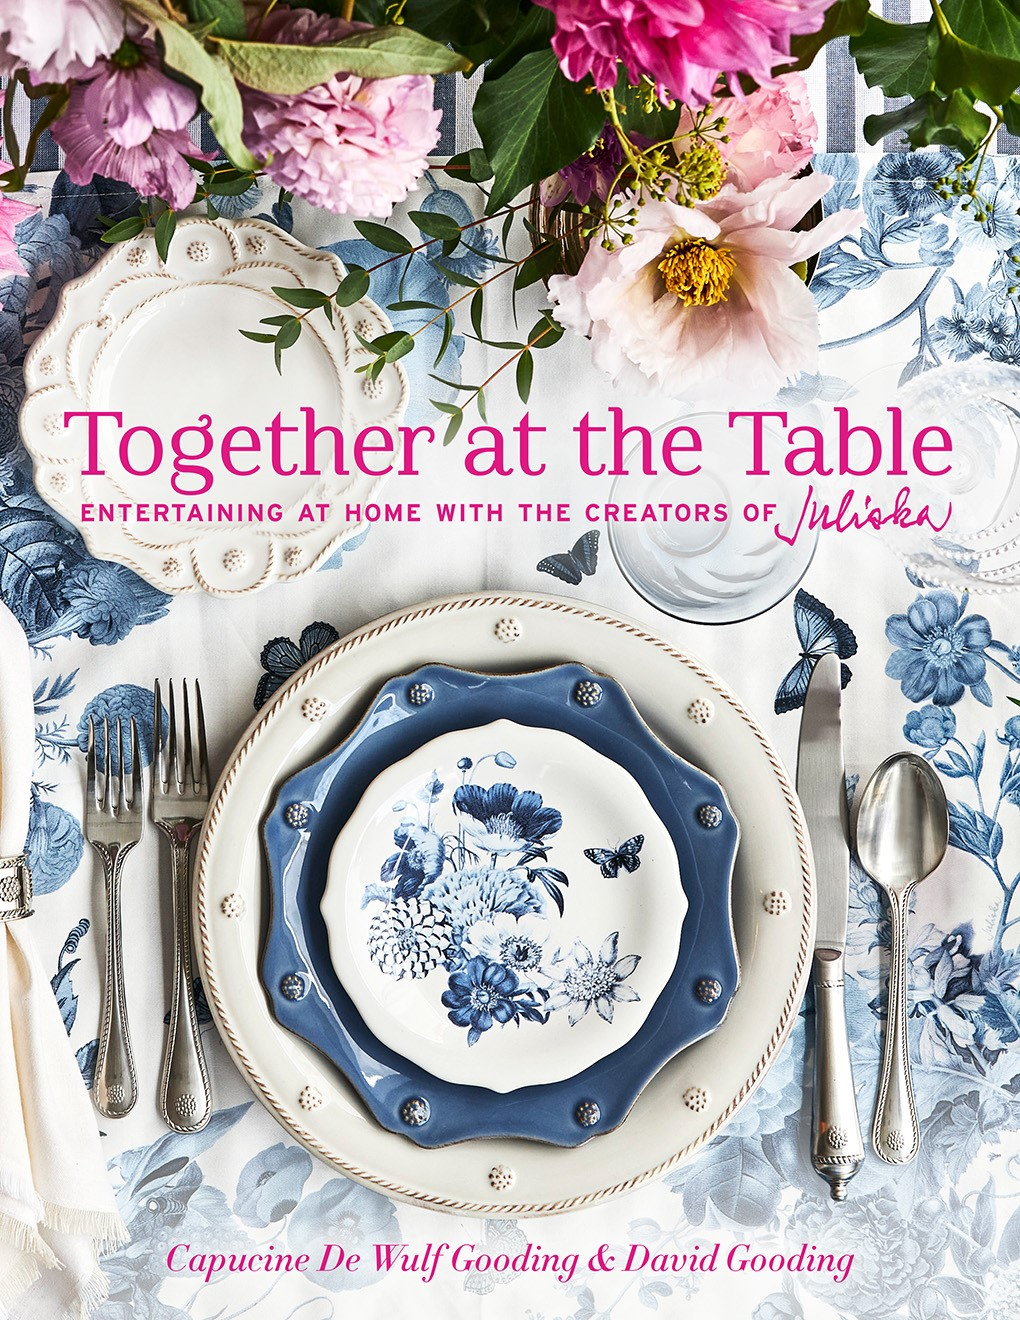 Together at the Table
ENTERTAINING AT HOME WITH THE CREATORS OF Juliska
Capucine De Wulf Gooding & David Gooding